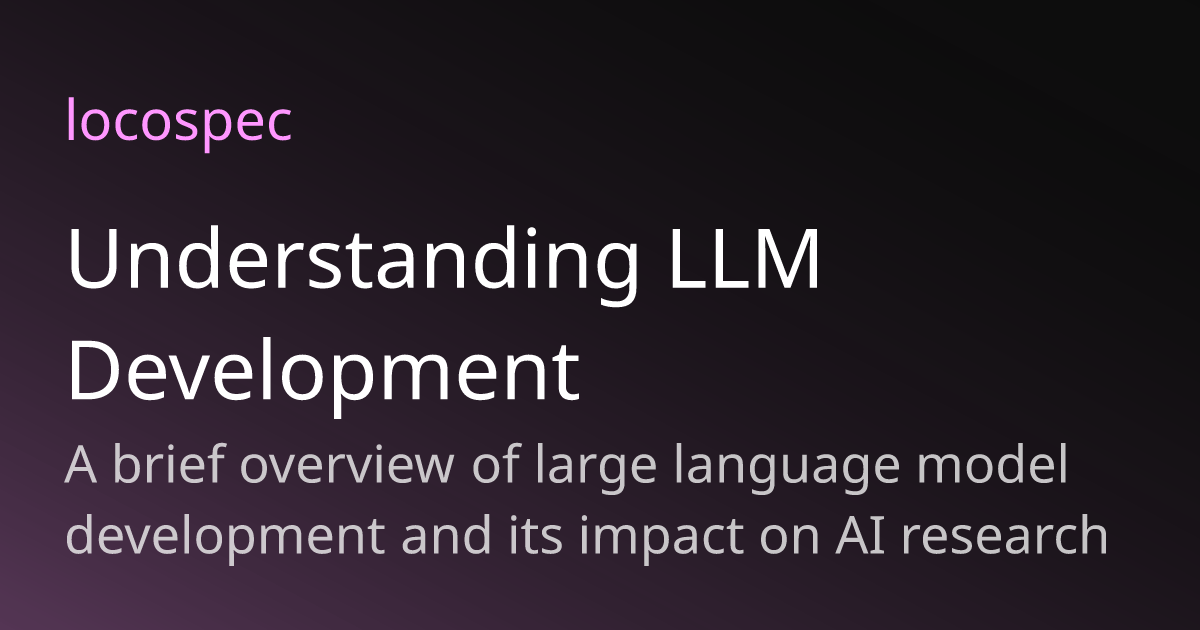 locospec
Understanding LLM
Development
A brief overview of large language model
development and its impact on AI research